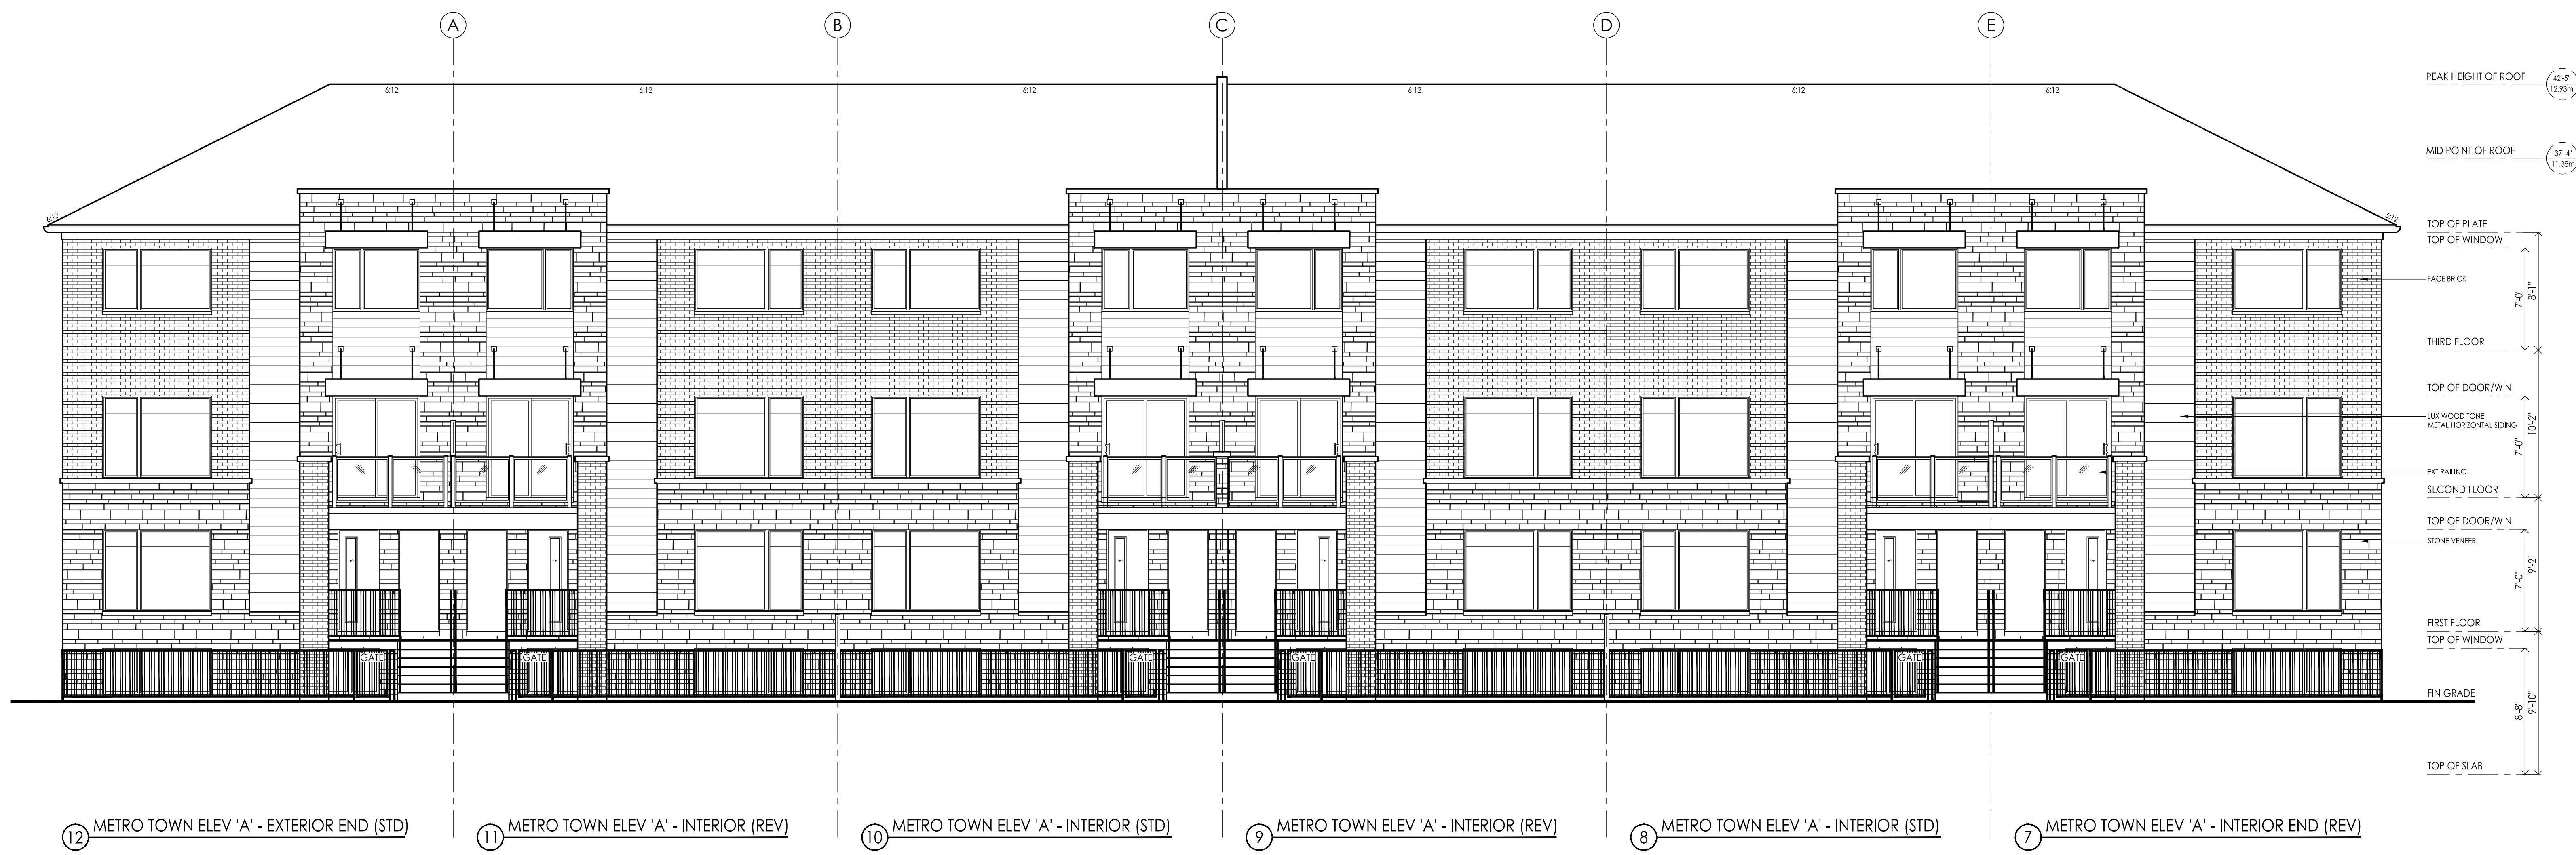 A
B
C
D
E
6:12
6:12
6:12
6:12
6:12
6:12
6:12
6:12
PEAK HEIGHT OF ROOF
42'-5"
12.93m
MID POINT OF ROOF
37'-4"
11.38m
TOP OF PLATE
TOP OF WINDOW
FACE BRICK
7'-0"
8'-1"
THIRD FLOOR
TOP OF DOOR/WIN
LUX WOOD TONE
METAL HORIZONTAL SIDING
7'-0"
10'-2"
EXT RAILING
SECOND FLOOR
TOP OF DOOR/WIN
STONE VENEER
7'-0"
9'-2"
FIRST FLOOR
TOP OF WINDOW
GATE
GATE
GATE
GATE
GATE
GATE
FIN GRADE
8'-8"
9'-10"
TOP OF SLAB
12 METRO TOWN ELEV 'A' - EXTERIOR END (STD)
11 METRO TOWN ELEV 'A' - INTERIOR (REV)
10 METRO TOWN ELEV 'A' - INTERIOR (STD)
9 METRO TOWN ELEV 'A' - INTERIOR (REV)
8 METRO TOWN ELEV 'A' - INTERIOR (STD)
7 METRO TOWN ELEV 'A' - INTERIOR END (REV)